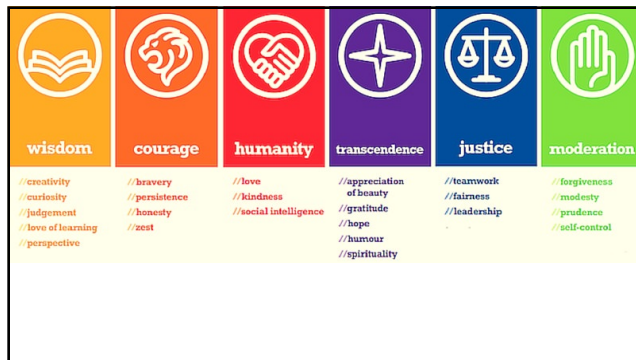 wisdom
//creativity
//curiosity
//judgement
//love of learning
//perspective
courage
//bravery
//persistence
//honesty
//zest
humanity
//love
//kindness
//social intelligence
transcendence
//appreciation
of beauty
//gratitude
//hope
//humour
//spirituality
justice
//teamwork
//fairness
//leadership
moderation
//forgiveness
//modesty
//prudence
//self-control